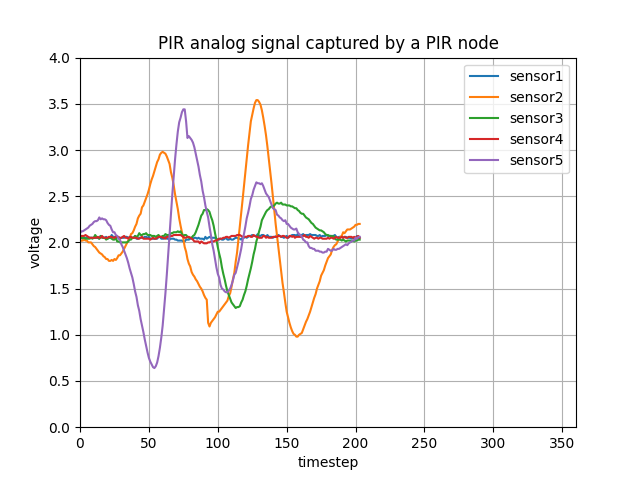 PIR analog signal captured by a PIR node
4.0
3.5
3.0
2.5
2.0
1.5
1.0
0.5
0.0
voltage
sensor1
sensor2
sensor3
sensor4
sensor5
0 50 100 150 200 250 300 350
timestep